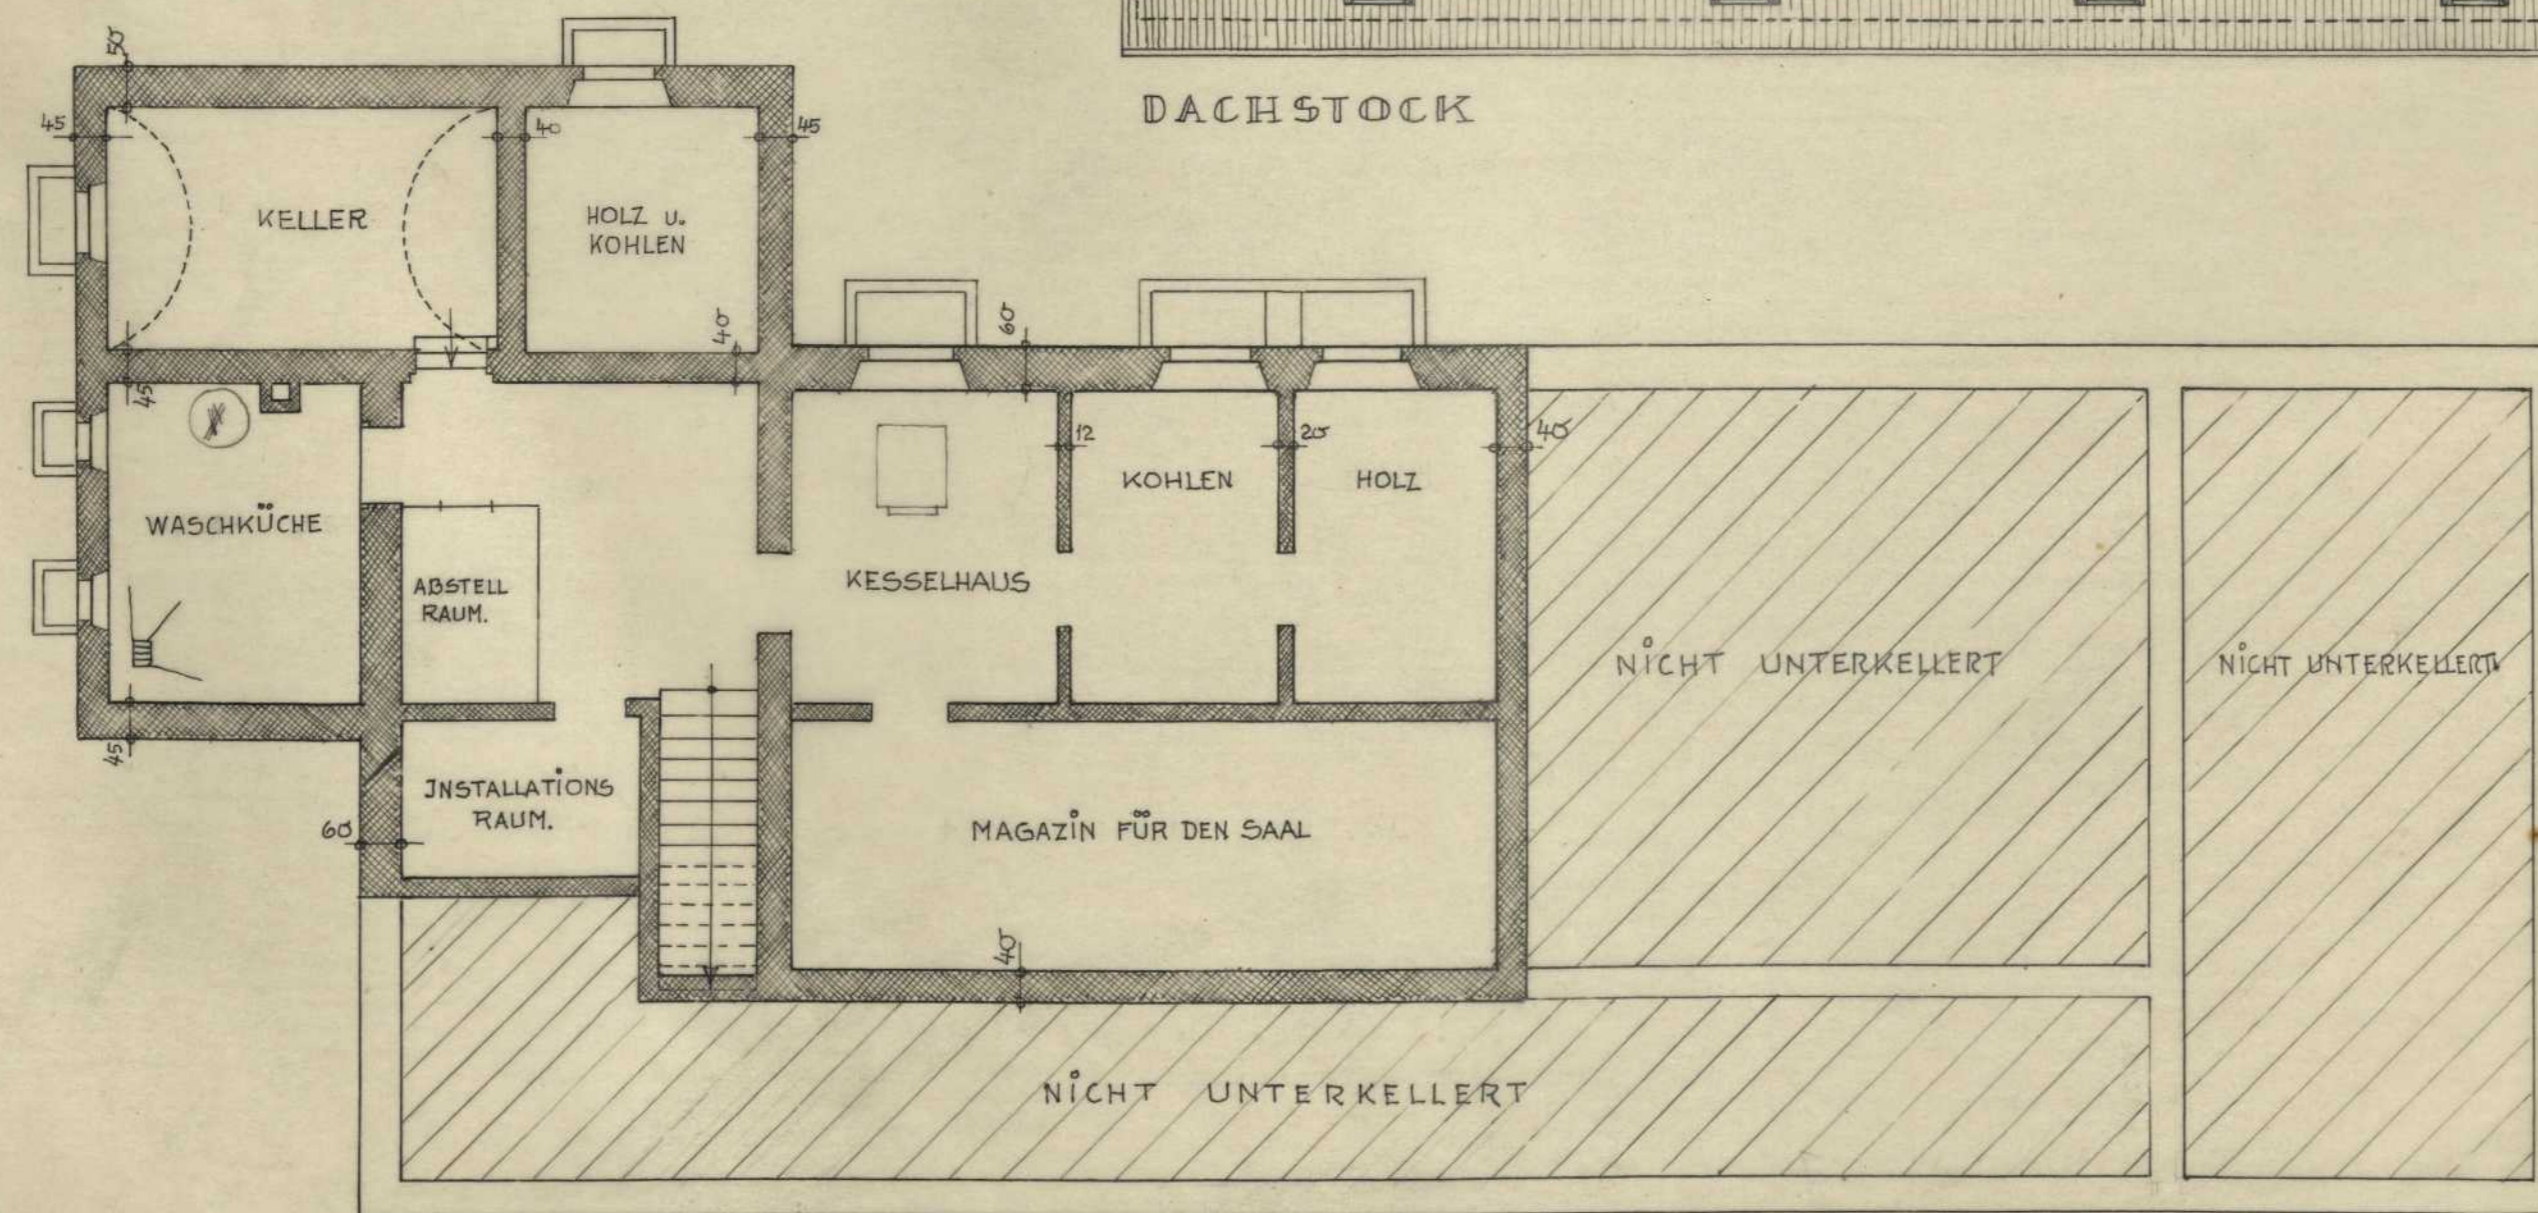 DACHSTOCK
50
45
40
45
KELLER
HOLZ u.
KOHLEN
40
60
45
12
20
40
KOHLEN
HOLZ
WASCHKÜCHE
ABSTELL
RAUM.
KESSELHAUS
NICHT UNTERKELLERT
NICHT UNTERKELLERT.
45
INSTALLATIONS
RAUM.
60
MAGAZIN FÜR DEN SAAL
40
NICHT UNTERKELLERT